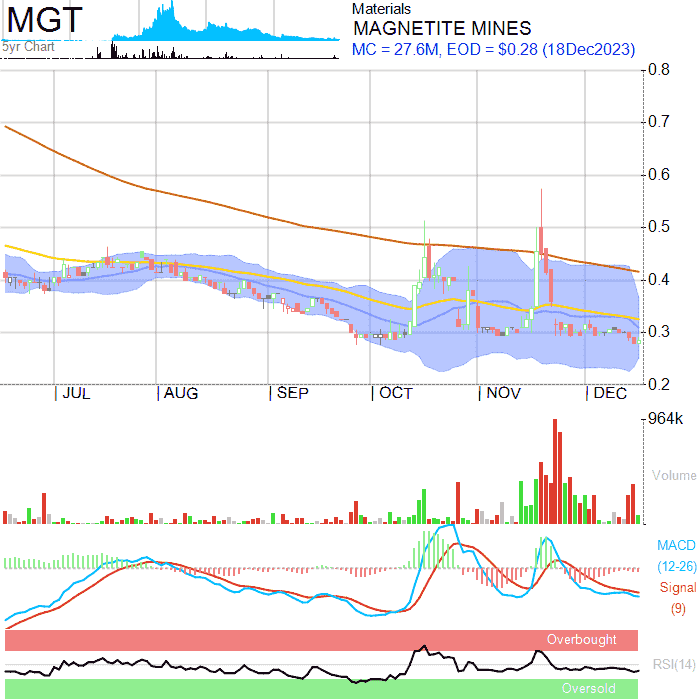 MGT
5yr Chart
Materials
MAGNETITE MINES
MC = 27.6M, EOD = $0.28 (18Dec2023)
0.8
0.7
0.6
0.5
0.4
0.3
0.2
JUL AUG SEP OCT NOV DEC
964k
Volume
MACD
(12-26)
Signal
(9)
Overbought
RSI(14)
Oversold